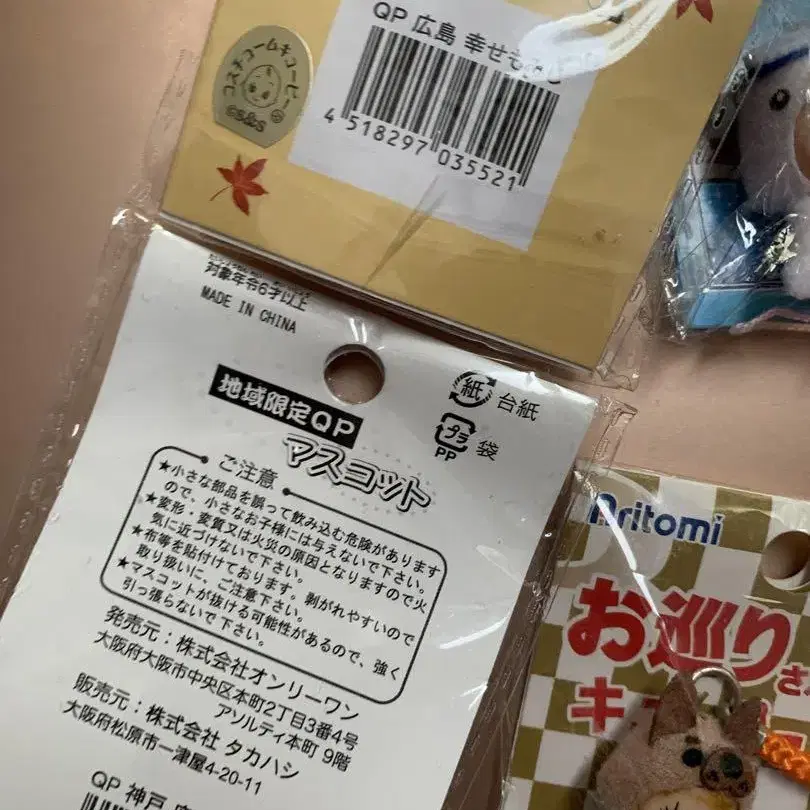 QP 広島 幸せもみじ
コスチュームキューピー
©S&S
4 518297 035521
対象年令6才以上
MADE IN CHINA
地域限定QP
マスコット
紙 台紙
プラ 袋
PP
ご注意
★小さな部品を誤って飲み込む危険があります
ので、小さなお子様には与えないで下さい。
★変形・変質又は火災の原因となりますので火
気に近づけないで下さい。
★布等を貼付けております。剥がれやすいので
取り扱いに、ご注意下さい。
★マスコットが抜ける可能性があるので、強く
引っ張らないで下さい。
発売元：株式会社オンリーワン
大阪府大阪市中央区本町2丁目3番4号
アソルティ本町 9階
販売元：株式会社 タカハシ
大阪府松原市一津屋4-20-11
QP 神戸
Aritomi
お巡りさ
キ